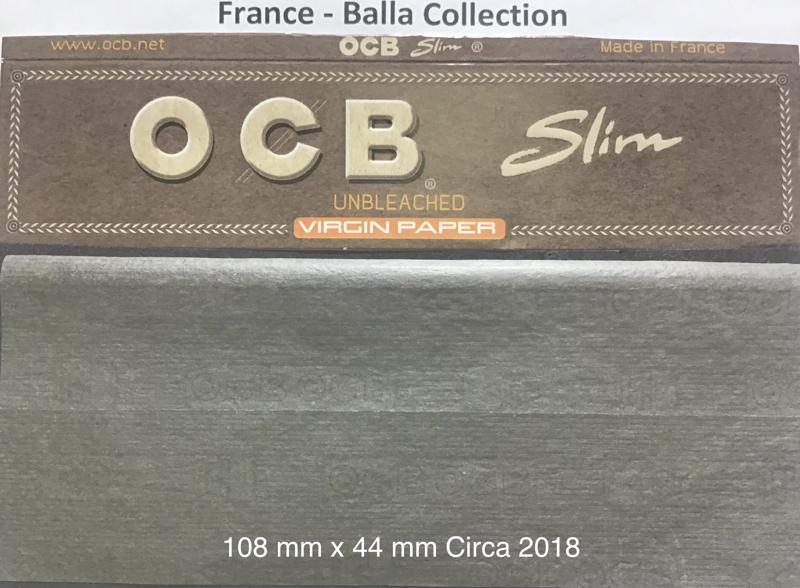 France - Balla Collection
www.ocb.net OCB Slim ® Made in France
OCB Slim
®
UNBLEACHED
VIRGIN PAPER
108 mm x 44 mm Circa 2018